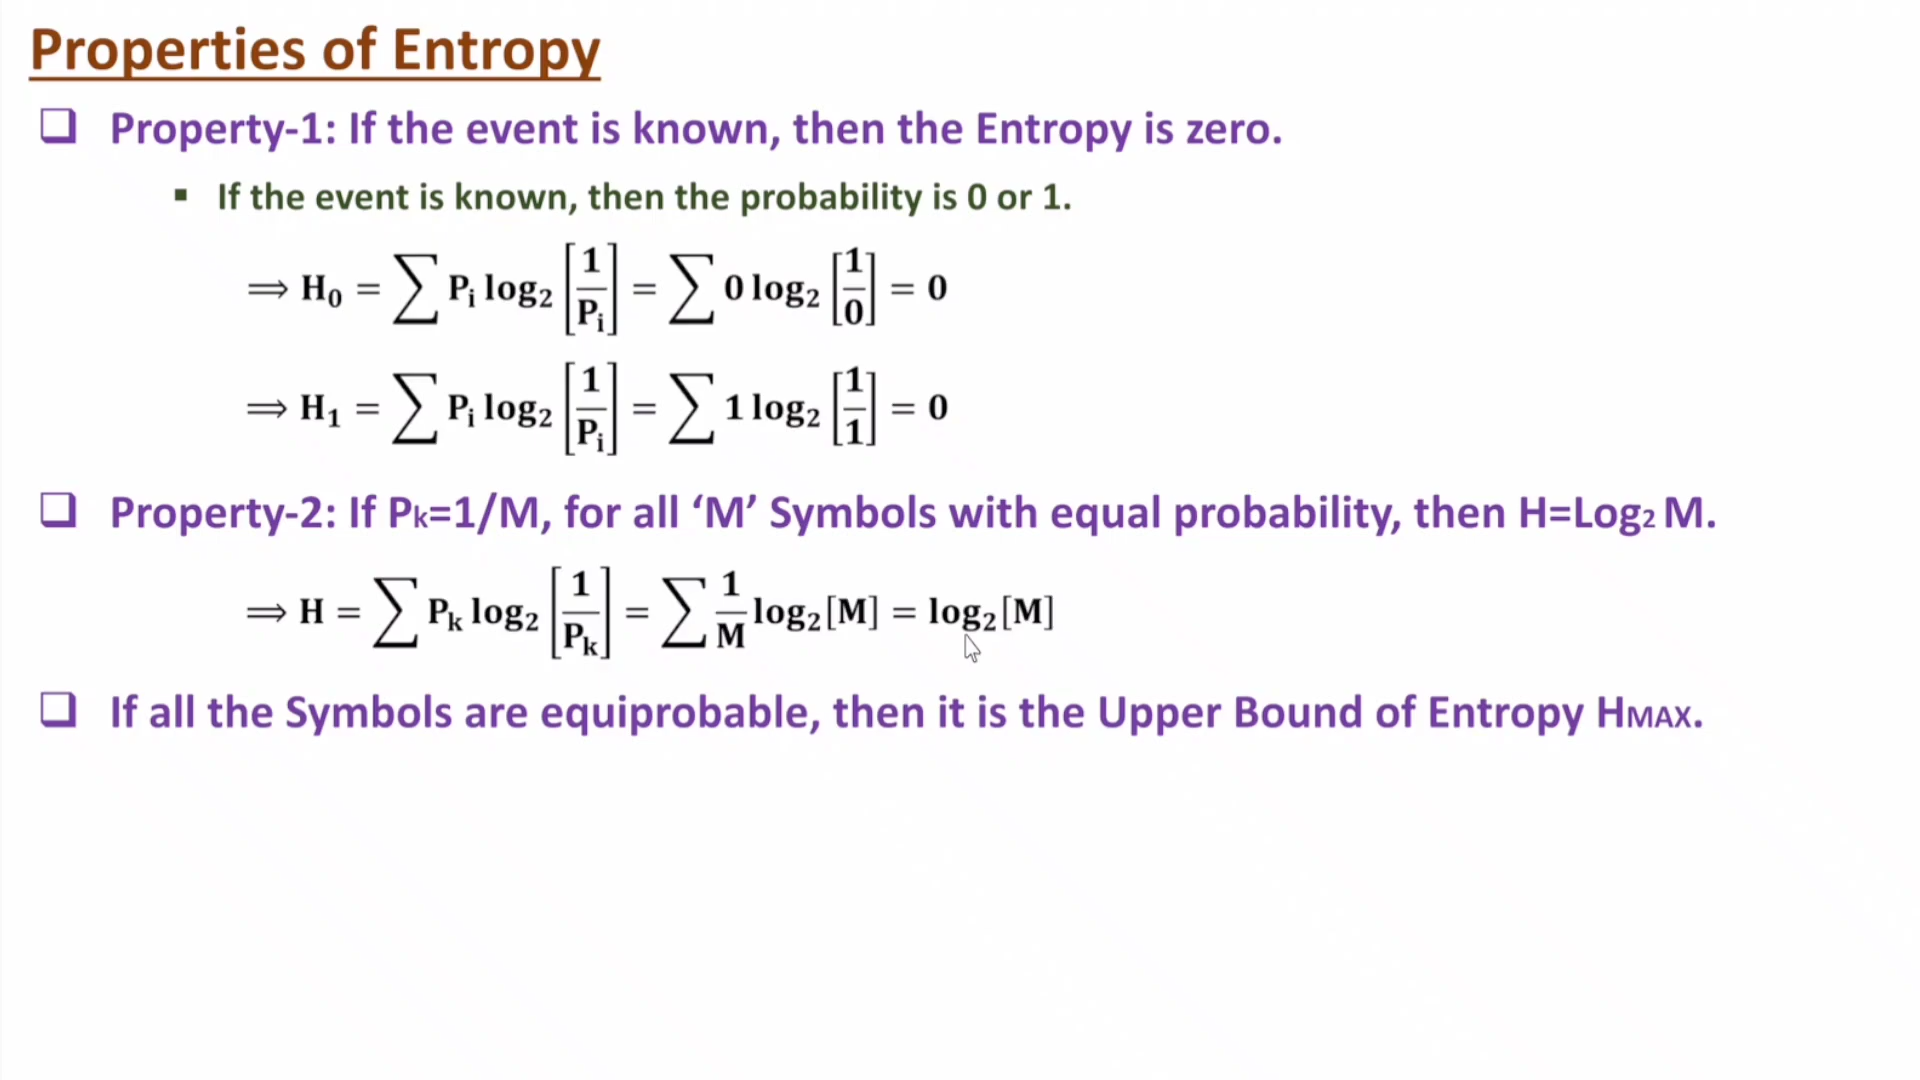 Properties of Entropy
❑ Property-1: If the event is known, then the Entropy is zero.
▪ If the event is known, then the probability is 0 or 1.
⟹ H₀ = ∑ Pᵢ log₂ [1/Pᵢ] = ∑ 0 log₂ [1/0] = 0
⟹ H₁ = ∑ Pᵢ log₂ [1/Pᵢ] = ∑ 1 log₂ [1/1] = 0
❑ Property-2: If Pk=1/M, for all ‘M’ Symbols with equal probability, then H=Log₂ M.
⟹ H = ∑ Pₖ log₂ [1/Pₖ] = ∑ 1/M log₂[M] = log₂[M]
❑ If all the Symbols are equiprobable, then it is the Upper Bound of Entropy HMAX.